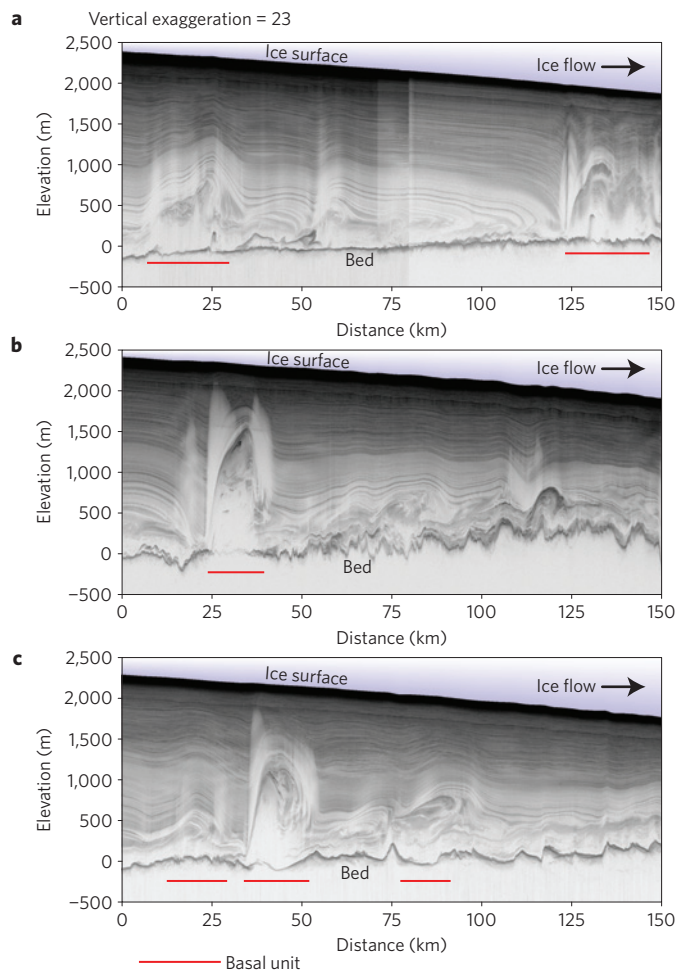 a Vertical exaggeration = 23
2,500
Ice surface
2,000
Ice flow
1,500
1,000
500
0
Bed
−500
0 25 50 75 100 125 150
Elevation (m)
Distance (km)
b
2,500
Ice surface
2,000
Ice flow
1,500
1,000
500
0
Bed
−500
0 25 50 75 100 125 150
Elevation (m)
Distance (km)
c
2,500
Ice surface
2,000
Ice flow
1,500
1,000
500
0
Bed
−500
0 25 50 75 100 125 150
Elevation (m)
Distance (km)
Basal unit